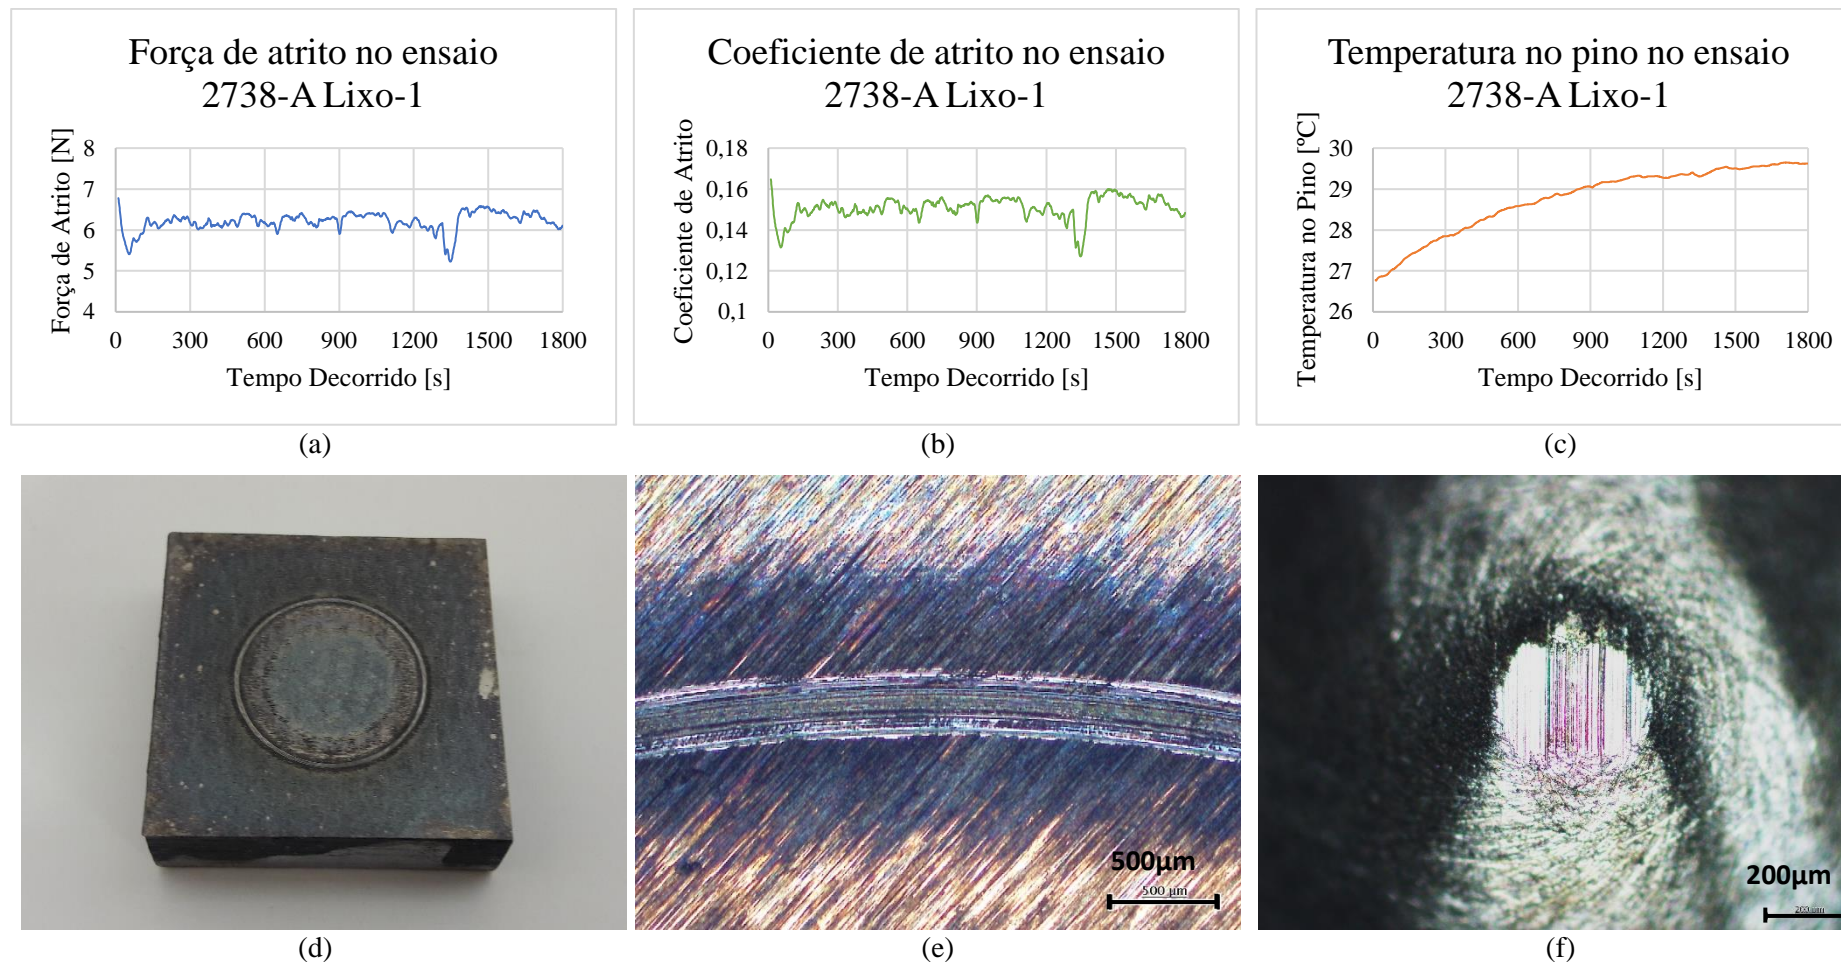 Força de atrito no ensaio
2738-A Lixo-1
Força de Atrito [N]
8
7
6
5
4
0 300 600 900 1200 1500 1800
Tempo Decorrido [s]
(a)
Coeficiente de atrito no ensaio
2738-A Lixo-1
Coeficiente de Atrito
0,18
0,16
0,14
0,12
0,1
0 300 600 900 1200 1500 1800
Tempo Decorrido [s]
(b)
Temperatura no pino no ensaio
2738-A Lixo-1
Temperatura no Pino [ºC]
30
29
28
27
26
0 300 600 900 1200 1500 1800
Tempo Decorrido [s]
(c)
(d)
500µm
500 µm
(e)
200µm
200 µm
(f)